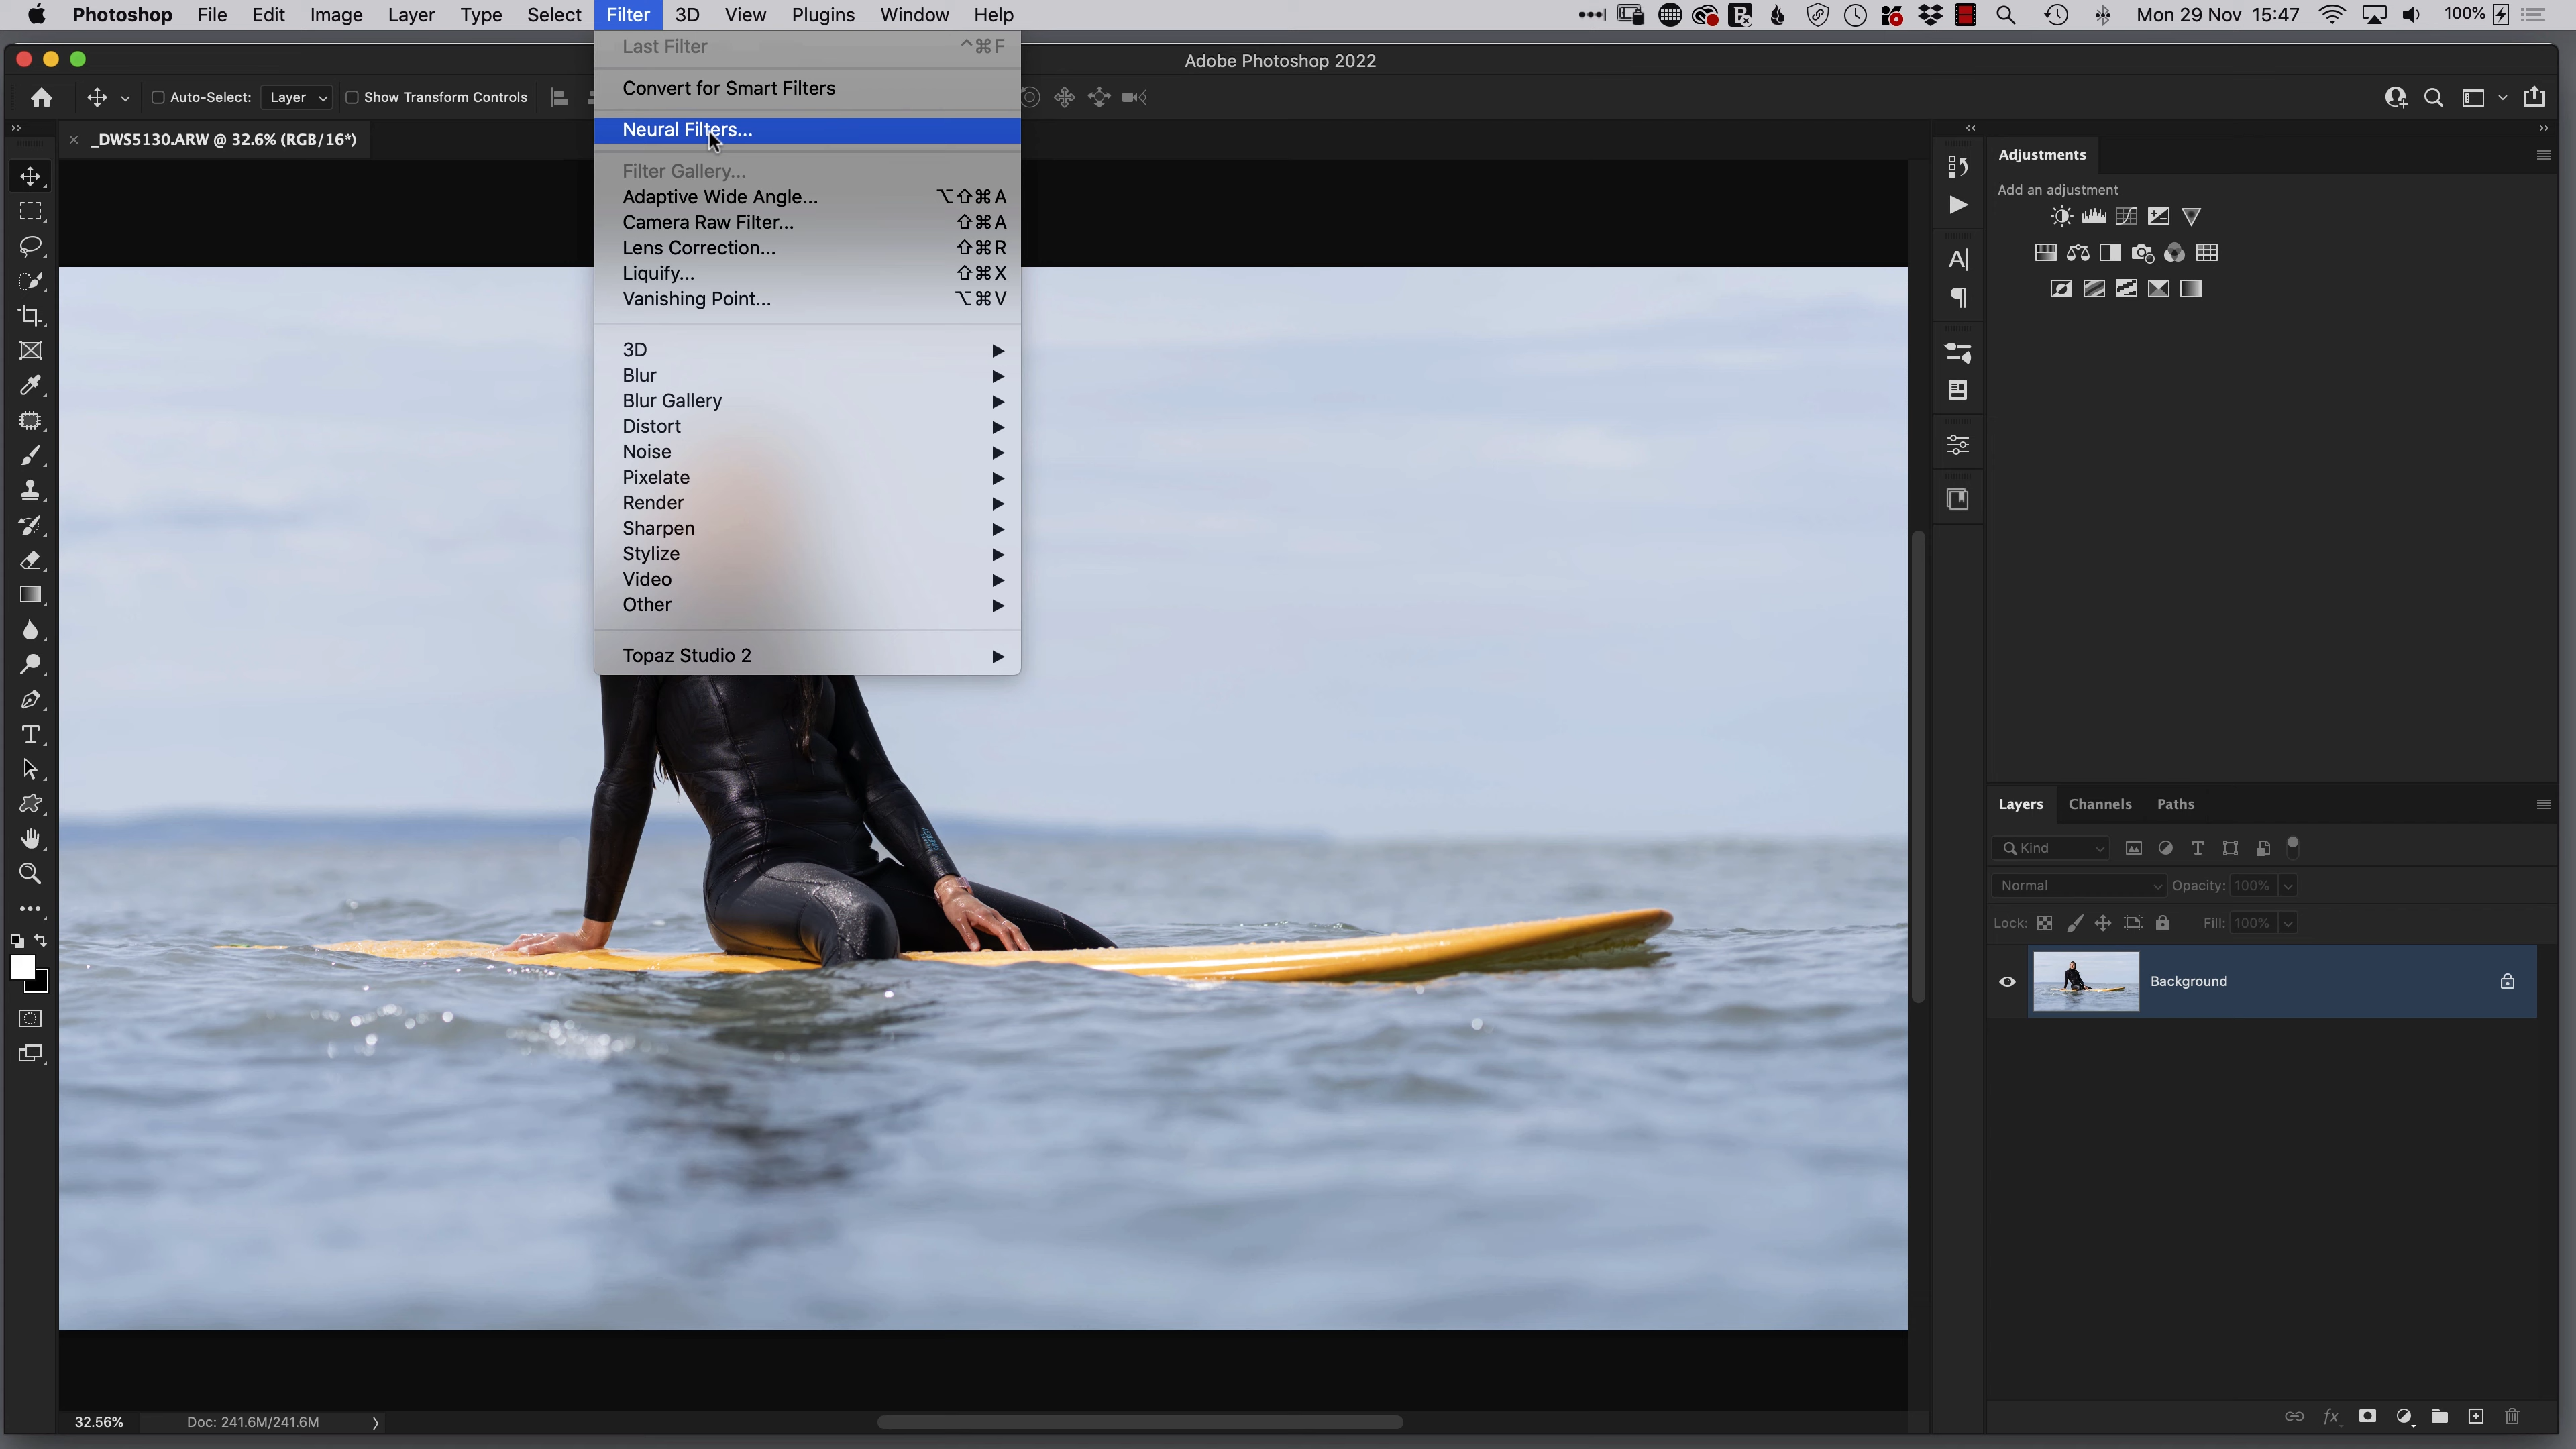 Photoshop File Edit Image Layer Type Select Filter 3D View Plugins Window Help Mon 29 Nov 15:47 100%
Adobe Photoshop 2022
Auto-Select: Layer Show Transform Controls
_DWS5130.ARW @ 32.6% (RGB/16*)
Last Filter ^⌘F
Convert for Smart Filters
Neural Filters...
Filter Gallery...
Adaptive Wide Angle... ⌥⇧⌘A
Camera Raw Filter... ⇧⌘A
Lens Correction... ⇧⌘R
Liquify... ⇧⌘X
Vanishing Point... ⌥⌘V
3D
Blur
Blur Gallery
Distort
Noise
Pixelate
Render
Sharpen
Stylize
Video
Other
Topaz Studio 2
Adjustments
Add an adjustment
Layers Channels Paths
Kind
Normal Opacity: 100%
Lock: Fill: 100%
Background
32.56% Doc: 241.6M/241.6M